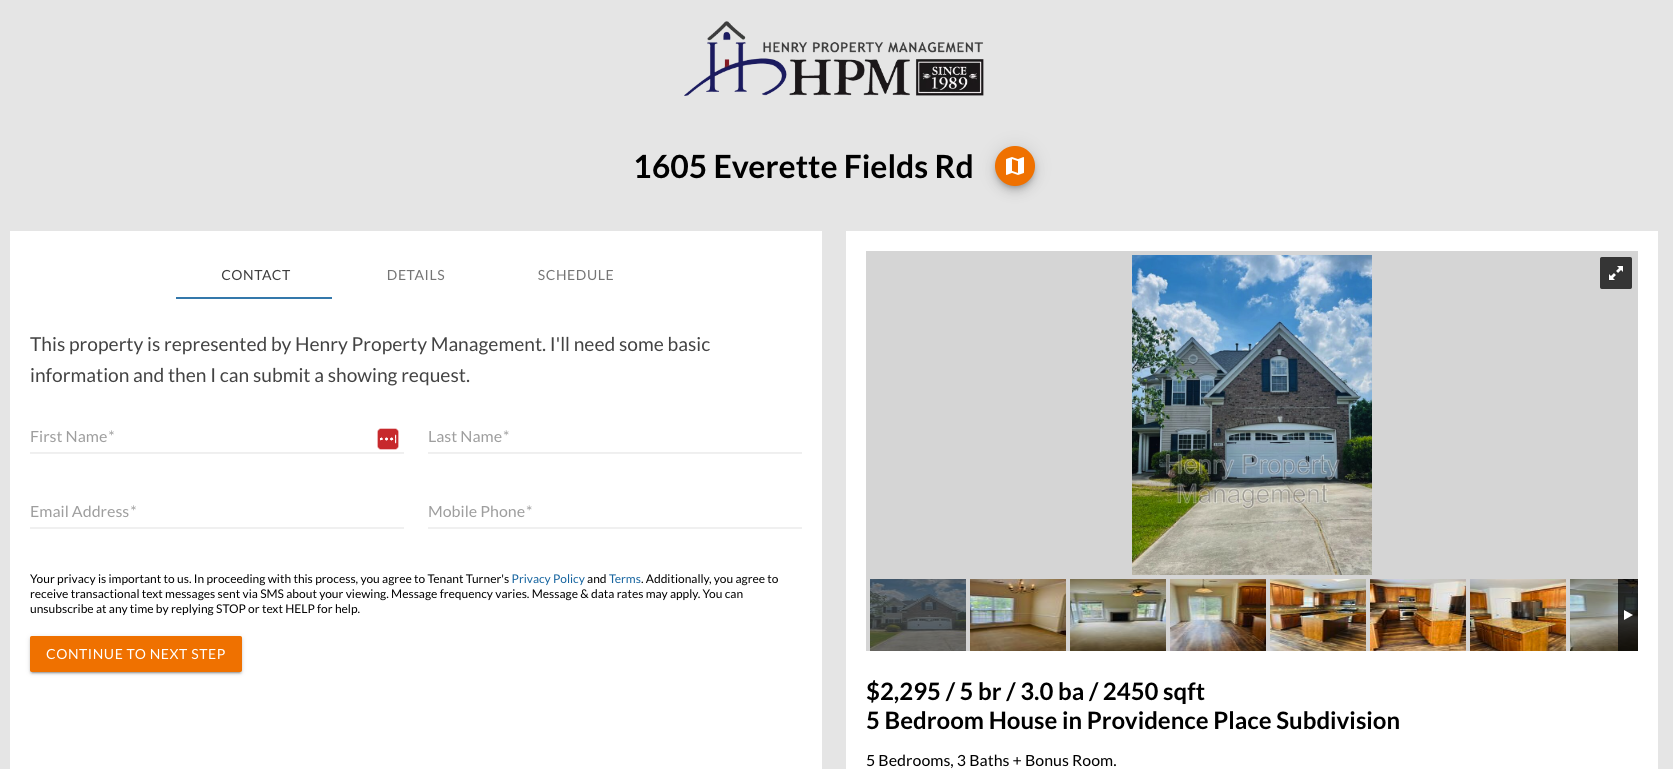 HENRY PROPERTY MANAGEMENT
HPM
SINCE
1989
1605 Everette Fields Rd
CONTACT
DETAILS
SCHEDULE
This property is represented by Henry Property Management. I'll need some basic
information and then I can submit a showing request.
First Name*
Last Name*
Email Address*
Mobile Phone*
Your privacy is important to us. In proceeding with this process, you agree to Tenant Turner's Privacy Policy and Terms. Additionally, you agree to
receive transactional text messages sent via SMS about your viewing. Message frequency varies. Message & data rates may apply. You can
unsubscribe at any time by replying STOP or text HELP for help.
CONTINUE TO NEXT STEP
Henry Property
Management
$2,295 / 5 br / 3.0 ba / 2450 sqft
5 Bedroom House in Providence Place Subdivision
5 Bedrooms, 3 Baths + Bonus Room.